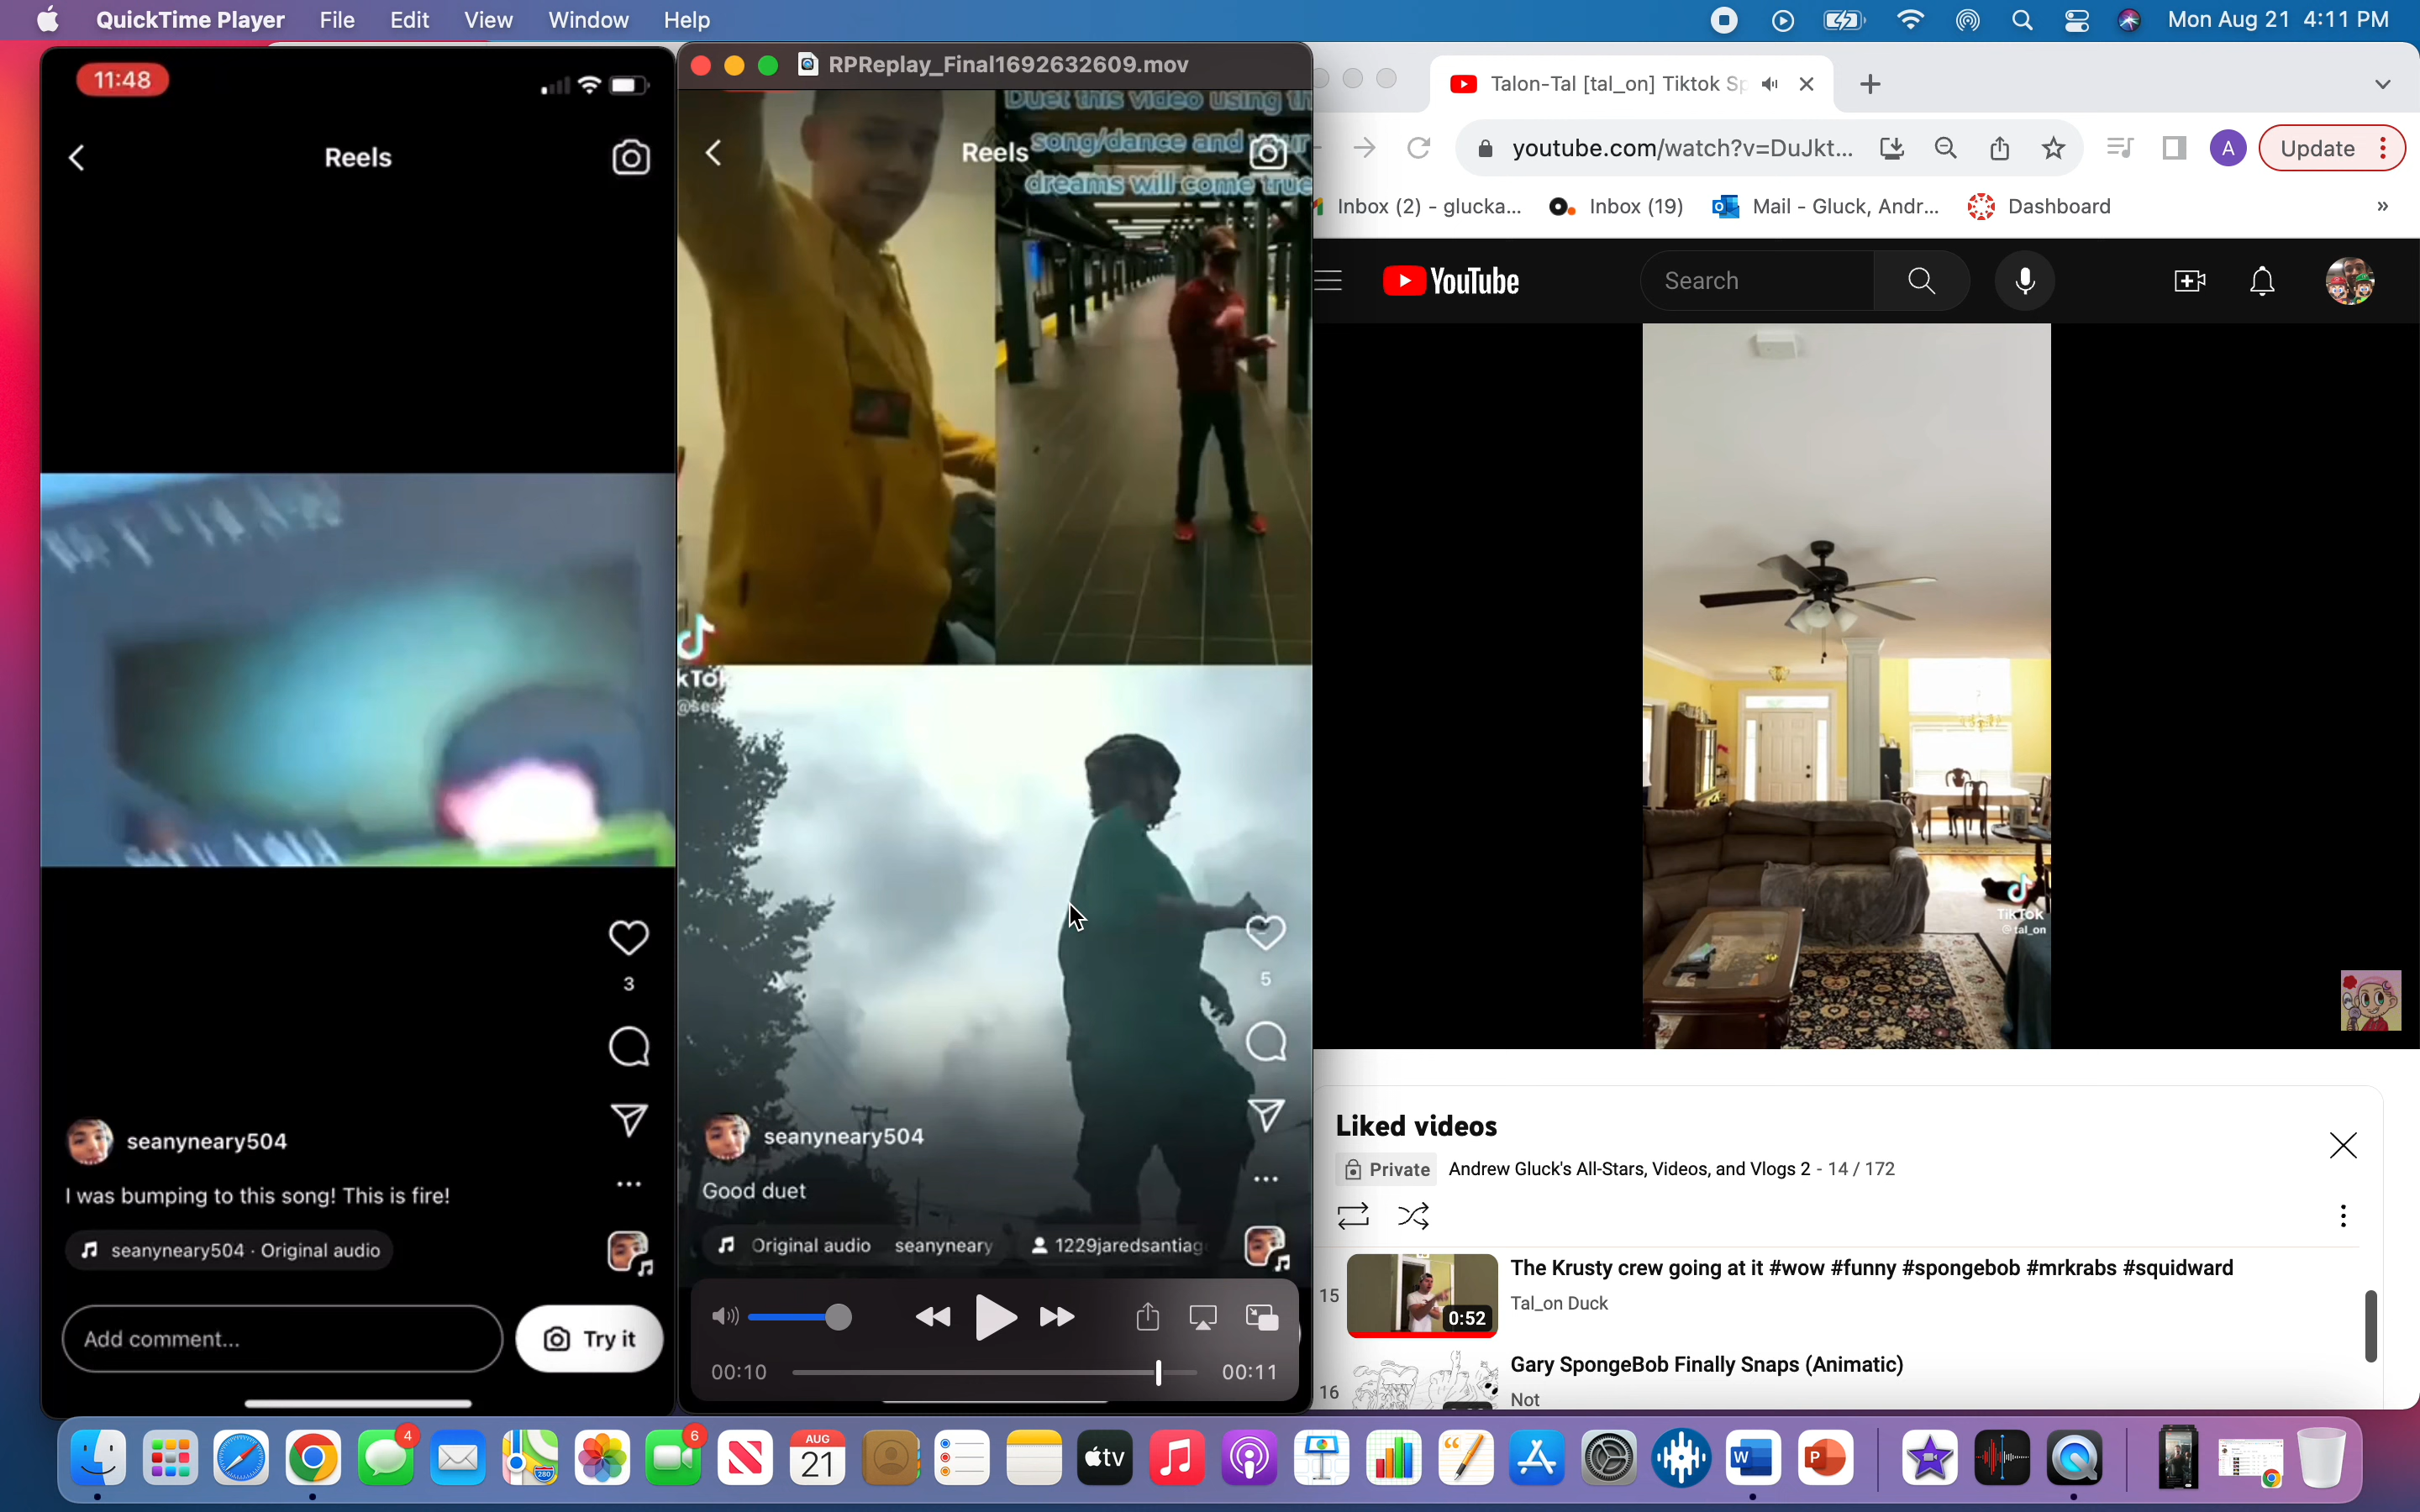 QuickTime Player File Edit View Window Help Mon Aug 21 4:11 PM
11:48
Reels
seanyneary504
I was bumping to this song! This is fire!
seanyneary504 · Original audio
3
Add comment...
Try it
RPReplay_Final1692632609.mov
Duet this video using th
song/dance and your
dreams will come true
Reels
kTok
@sea
5
seanyneary504
Good duet
Original audio seanyneary 1229jaredsantiag
00:10 00:11
Talon-Tal [tal_on] Tiktok Sp
youtube.com/watch?v=DuJkt...
A
Update
Inbox (2) - glucka... Inbox (19) Mail - Gluck, Andr... Dashboard »
YouTube
Search
TikTok
@tal_on
Liked videos
Private Andrew Gluck's All-Stars, Videos, and Vlogs 2 - 14 / 172
15
0:52
The Krusty crew going at it #wow #funny #spongebob #mrkrabs #squidward
Tal_on Duck
16
Gary SpongeBob Finally Snaps (Animatic)
Not
4
280
6
AUG
21
tv
W
P